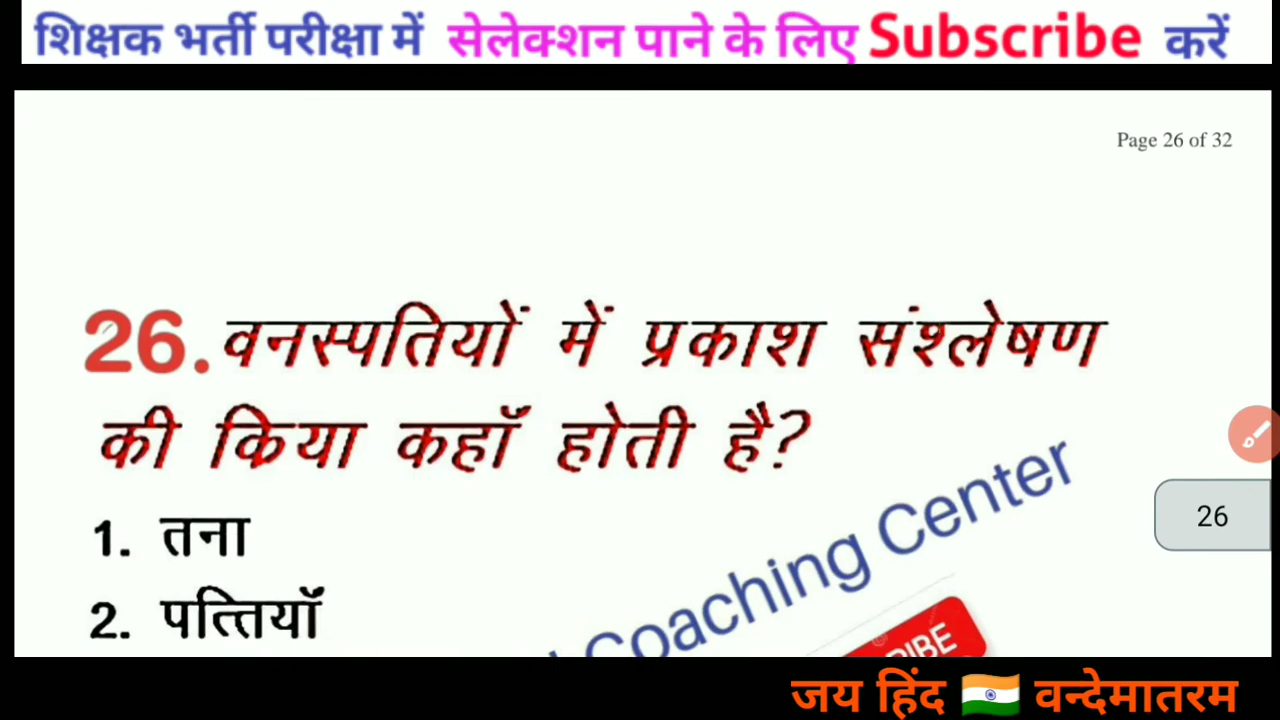 शिक्षक भर्ती परीक्षा में सेलेक्शन पाने के लिए Subscribe करें
Page 26 of 32
26. वनस्पतियों में प्रकाश संश्लेषण
की किया कहाॅं होती है?
1. तना
2. पत्तियाॅं
Coaching Center
26
जय हिंद वन्देमातरम